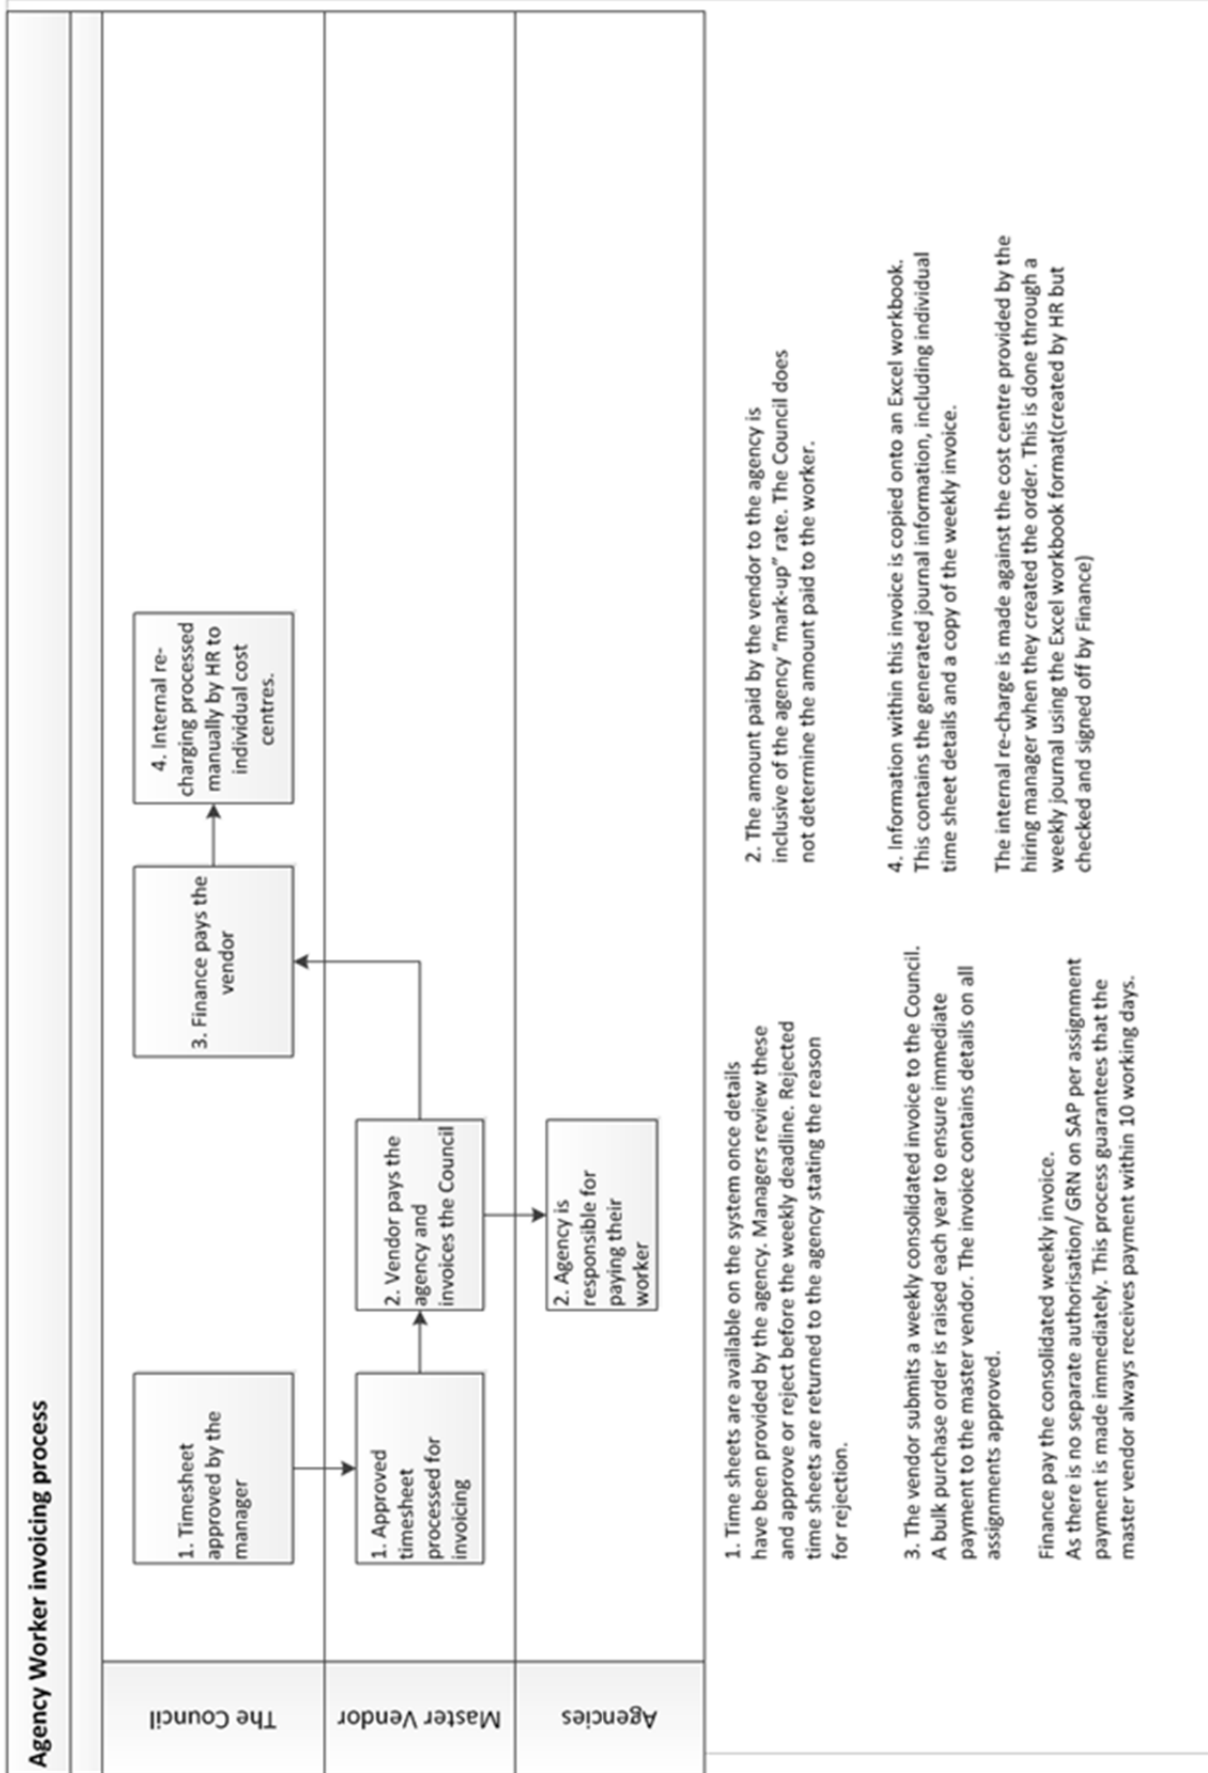 Agency Worker invoicing process
The Council
1. Timesheet
approved by the
manager
3. Finance pays the
vendor
4. Internal re-
charging processed
manually by HR to
individual cost
centres.
Master Vendor
1. Approved
timesheet
processed for
invoicing
2. Vendor pays the
agency and
invoices the Council
Agencies
2. Agency is
responsible for
paying their
worker
1. Time sheets are available on the system once details
have been provided by the agency. Managers review these
and approve or reject before the weekly deadline. Rejected
time sheets are returned to the agency stating the reason
for rejection.
2. The amount paid by the vendor to the agency is
inclusive of the agency “mark-up” rate. The Council does
not determine the amount paid to the worker.
3. The vendor submits a weekly consolidated invoice to the Council.
A bulk purchase order is raised each year to ensure immediate
payment to the master vendor. The invoice contains details on all
assignments approved.
Finance pay the consolidated weekly invoice.
As there is no separate authorisation/ GRN on SAP per assignment
payment is made immediately. This process guarantees that the
master vendor always receives payment within 10 working days.
4. Information within this invoice is copied onto an Excel workbook.
This contains the generated journal information, including individual
time sheet details and a copy of the weekly invoice.
The internal re-charge is made against the cost centre provided by the
hiring manager when they created the order. This is done through a
weekly journal using the Excel workbook format(created by HR but
checked and signed off by Finance)